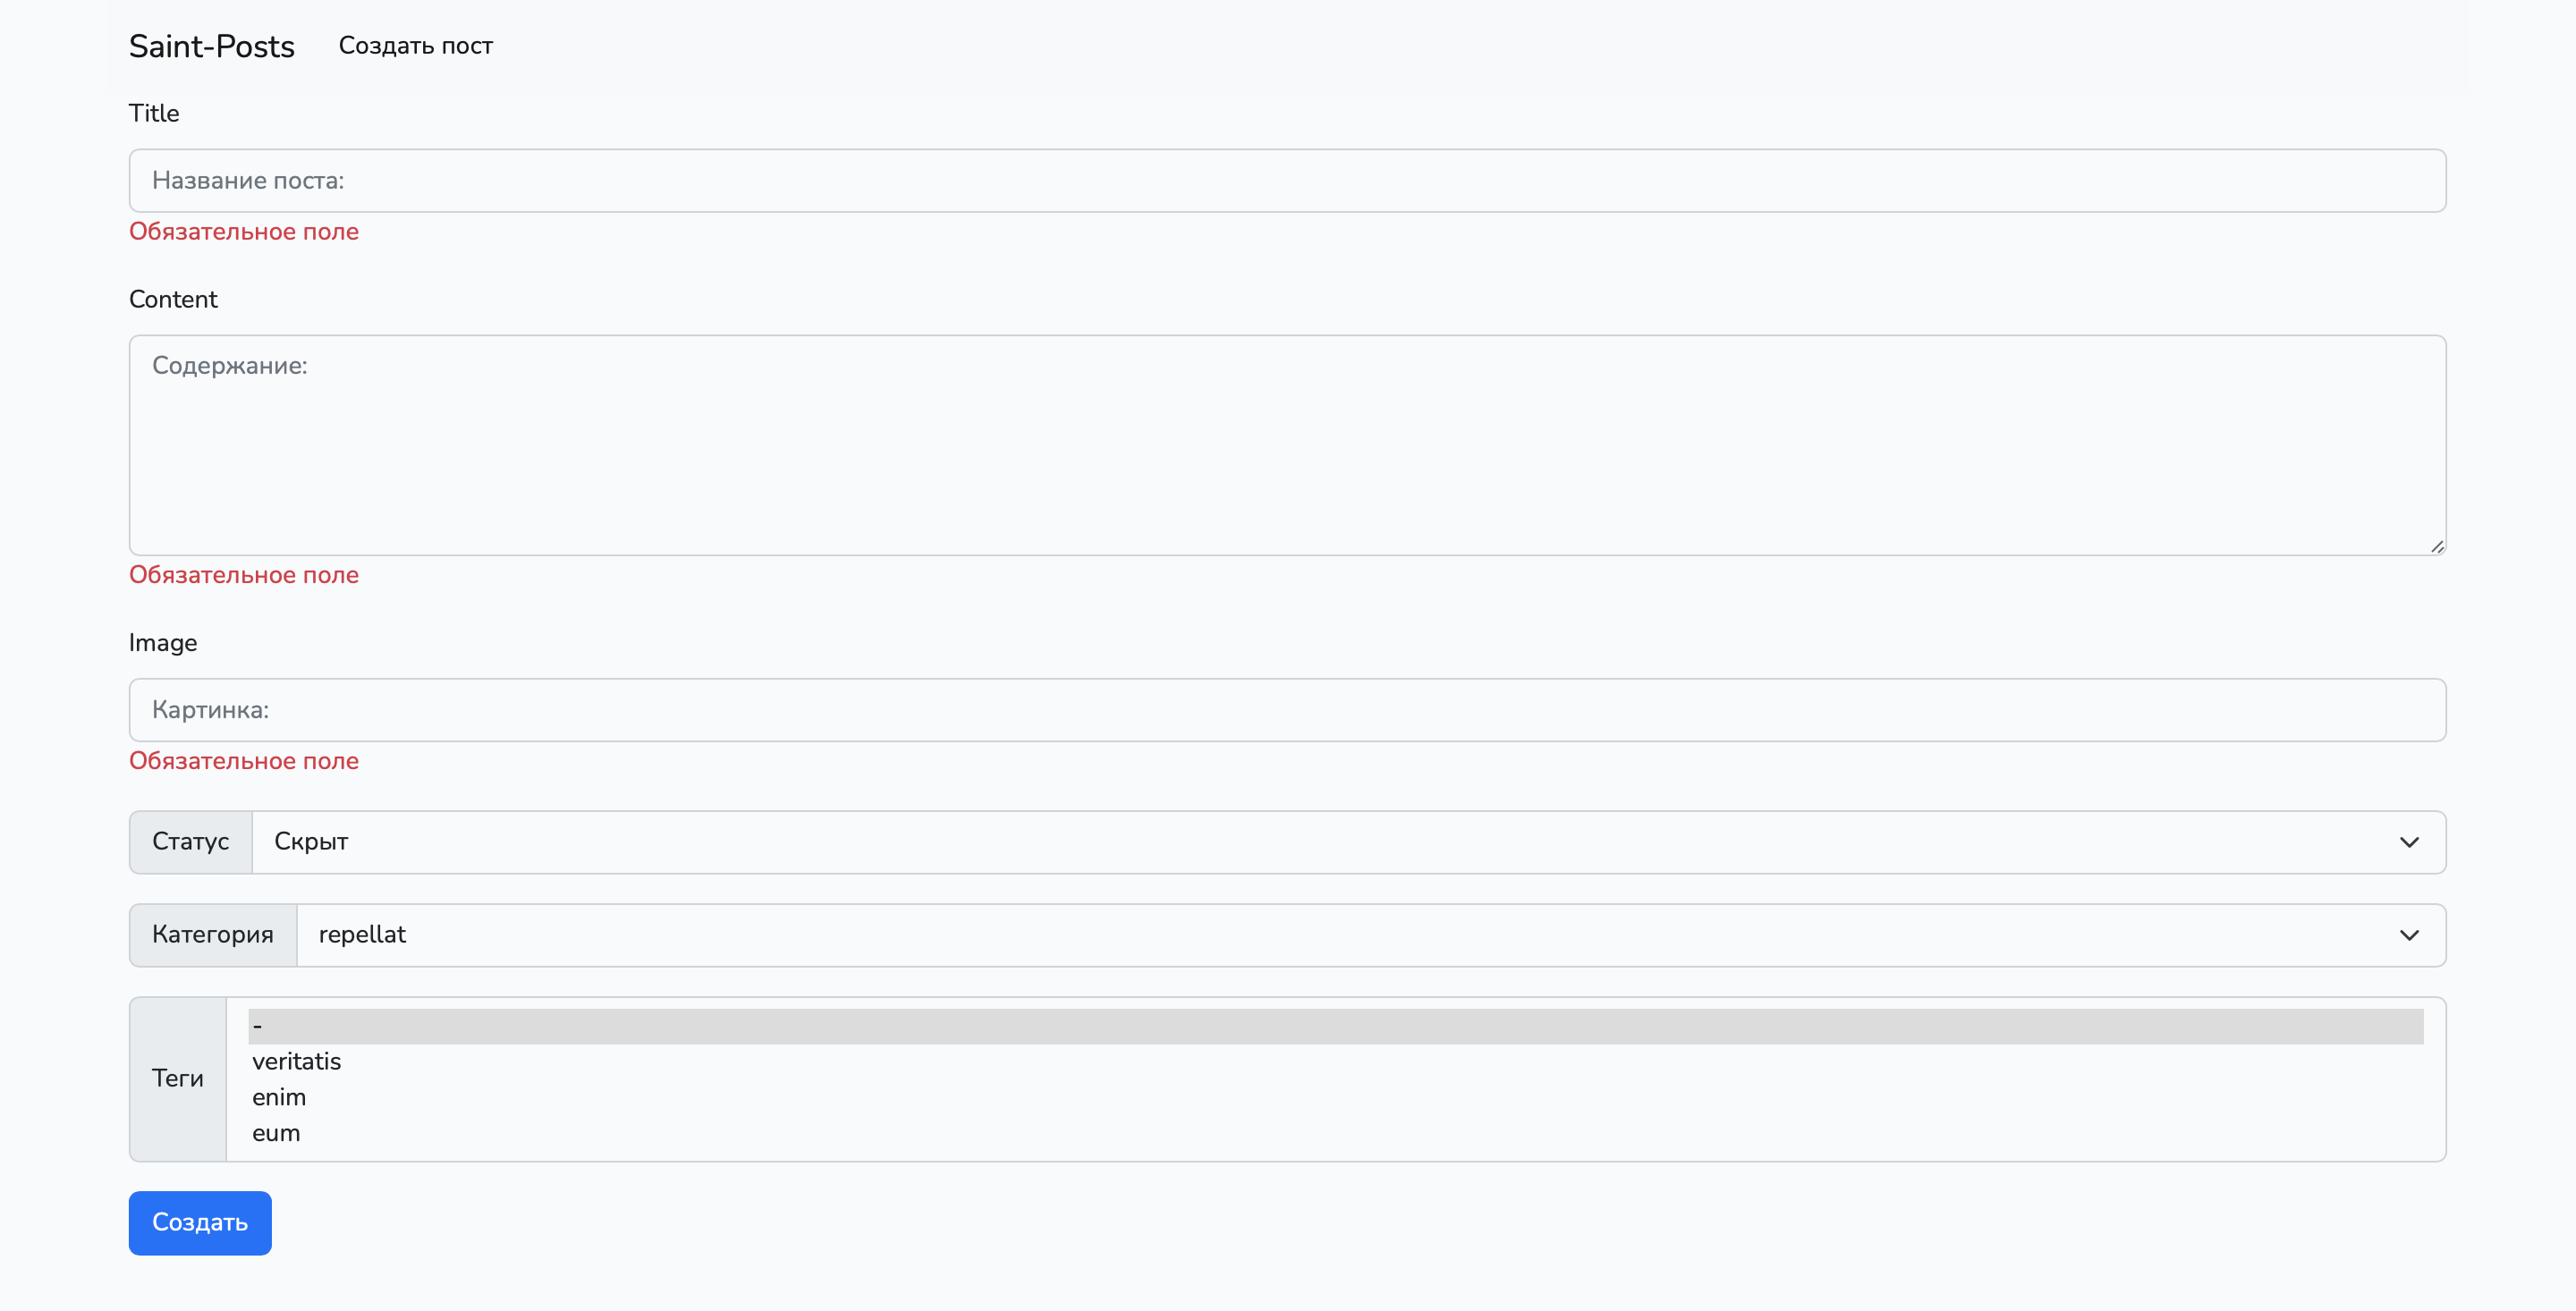 Saint-Posts Создать пост
Title
Название поста:
Обязательное поле
Content
Содержание:
Обязательное поле
Image
Картинка:
Обязательное поле
Статус Скрыт
Категория repellat
Теги
-
veritatis
enim
eum
Создать